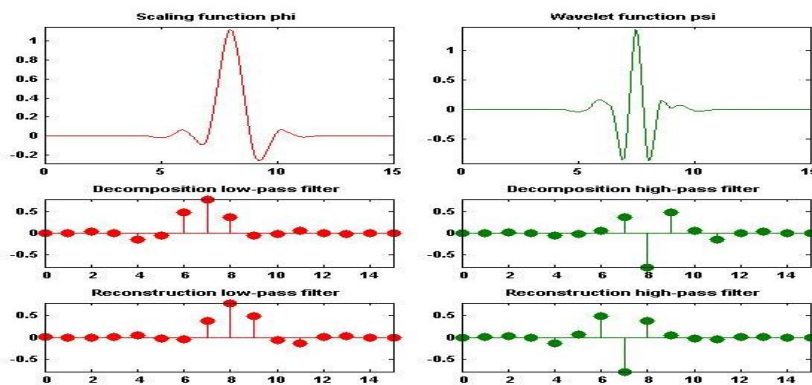 Scaling function phi
1
0.8
0.6
0.4
0.2
0
-0.2
0 5 10 15
Wavelet function psi
1
0.5
0
-0.5
0 5 10 15
Decomposition low-pass filter
0.5
0
-0.5
0 2 4 6 8 10 12 14
Decomposition high-pass filter
0.5
0
-0.5
0 2 4 6 8 10 12 14
Reconstruction low-pass filter
0.5
0
-0.5
0 2 4 6 8 10 12 14
Reconstruction high-pass filter
0.5
0
-0.5
0 2 4 6 8 10 12 14